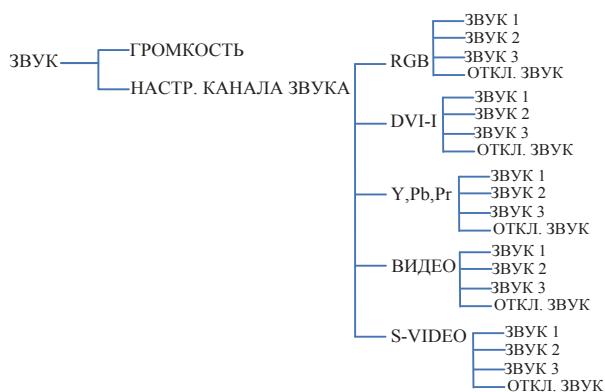 ЗВУК
ГРОМКОСТЬ
НАСТР. КАНАЛА ЗВУКА
RGB
ЗВУК 1
ЗВУК 2
ЗВУК 3
ОТКЛ. ЗВУК
DVI-I
ЗВУК 1
ЗВУК 2
ЗВУК 3
ОТКЛ. ЗВУК
Y,Pb,Pr
ЗВУК 1
ЗВУК 2
ЗВУК 3
ОТКЛ. ЗВУК
ВИДЕО
ЗВУК 1
ЗВУК 2
ЗВУК 3
ОТКЛ. ЗВУК
S-VIDEO
ЗВУК 1
ЗВУК 2
ЗВУК 3
ОТКЛ. ЗВУК